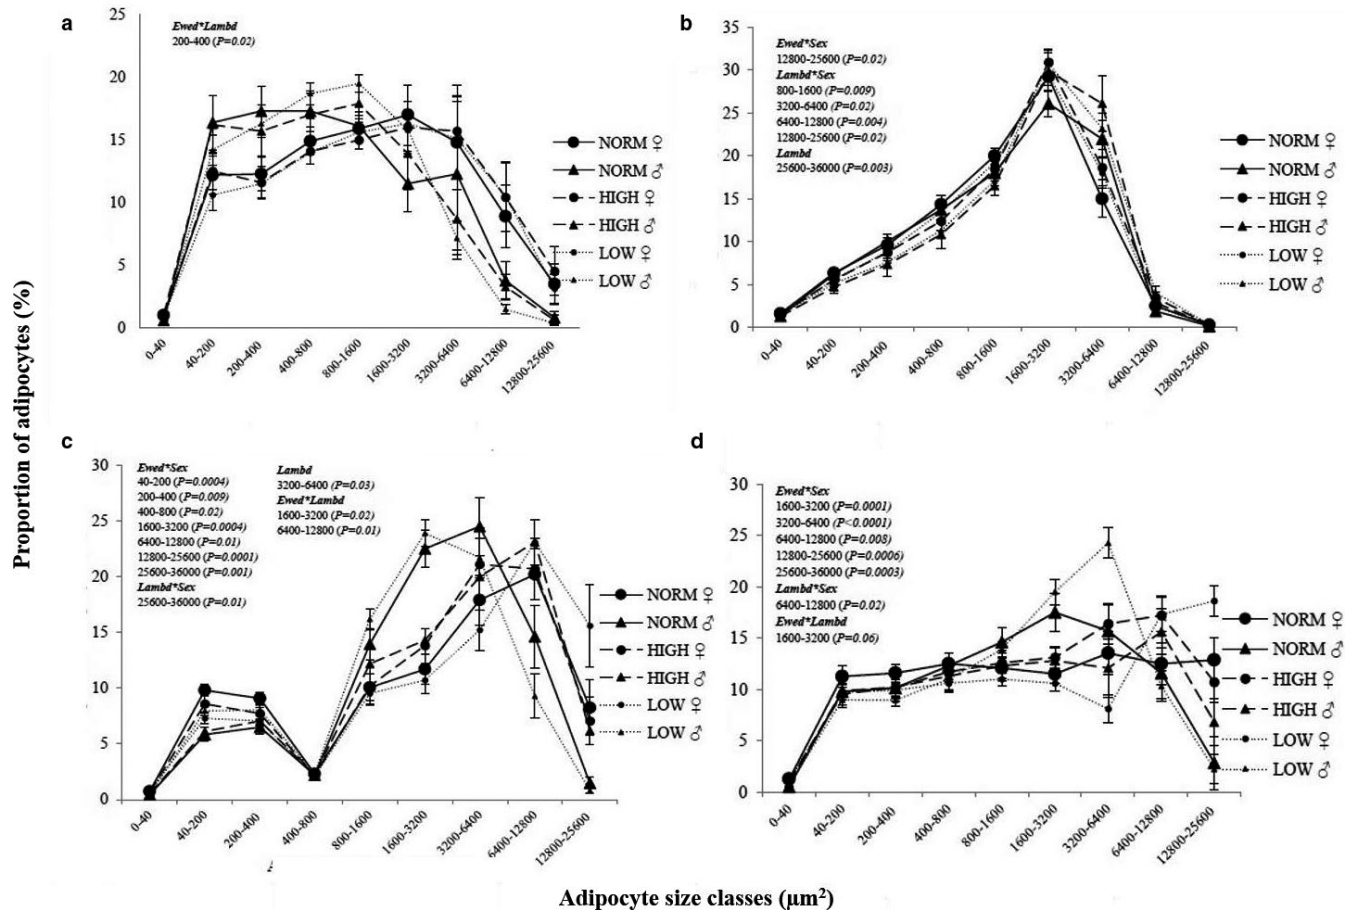 Proportion of adipocytes (%)
a
Ewed*Lambd
200-400 (P=0.02)
25
20
15
10
5
0
0-40
40-200
200-400
400-800
800-1600
1600-3200
3200-6400
6400-12800
12800-25600
NORM ♀
NORM ♂
HIGH ♀
HIGH ♂
LOW ♀
LOW ♂
b
Ewed*Sex
12800-25600 (P=0.02)
Lambd*Sex
800-1600 (P=0.009)
3200-6400 (P=0.02)
6400-12800 (P=0.004)
12800-25600 (P=0.02)
Lambd
25600-36000 (P=0.003)
35
30
25
20
15
10
5
0
0-40
40-200
200-400
400-800
800-1600
1600-3200
3200-6400
6400-12800
12800-25600
NORM ♀
NORM ♂
HIGH ♀
HIGH ♂
LOW ♀
LOW ♂
c
Ewed*Sex
40-200 (P=0.0004)
200-400 (P=0.009)
400-800 (P=0.02)
1600-3200 (P=0.0004)
6400-12800 (P=0.01)
12800-25600 (P=0.0001)
25600-36000 (P=0.001)
Lambd*Sex
25600-36000 (P=0.01)
Lambd
3200-6400 (P=0.03)
Ewed*Lambd
1600-3200 (P=0.02)
6400-12800 (P=0.01)
30
25
20
15
10
5
0
0-40
40-200
200-400
400-800
800-1600
1600-3200
3200-6400
6400-12800
12800-25600
NORM ♀
NORM ♂
HIGH ♀
HIGH ♂
LOW ♀
LOW ♂
d
Ewed*Sex
1600-3200 (P=0.0001)
3200-6400 (P<0.0001)
6400-12800 (P=0.008)
12800-25600 (P=0.0006)
25600-36000 (P=0.0003)
Lambd*Sex
6400-12800 (P=0.02)
Ewed*Lambd
1600-3200 (P=0.06)
30
25
20
15
10
5
0
0-40
40-200
200-400
400-800
800-1600
1600-3200
3200-6400
6400-12800
12800-25600
NORM ♀
NORM ♂
HIGH ♀
HIGH ♂
LOW ♀
LOW ♂
Adipocyte size classes (µm²)